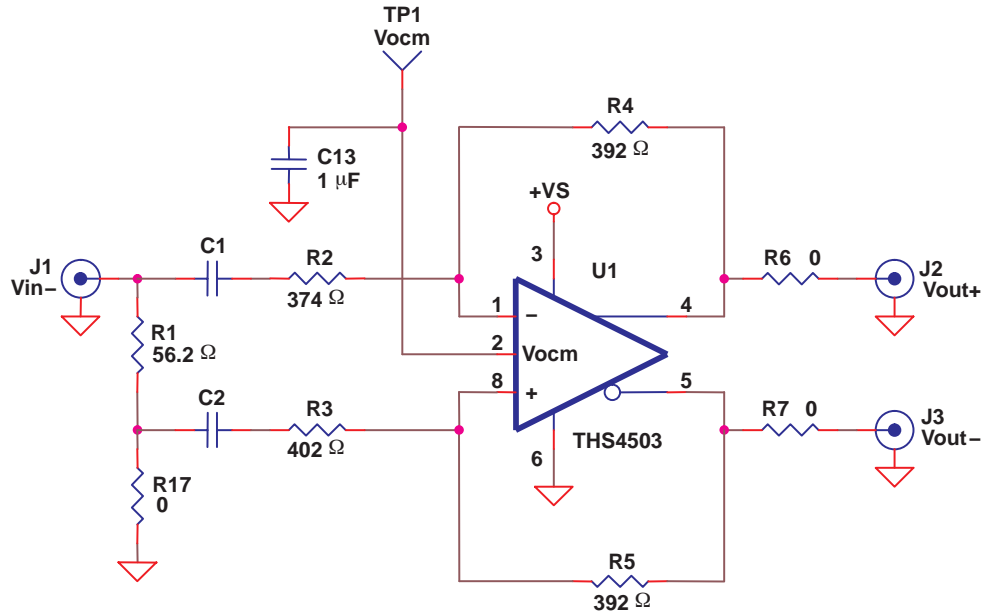 TP1
Vocm
R4
392 Ω
C13
1 μF
+VS
3
J1
Vin−
C1
R2
374 Ω
U1
R6 0
J2
Vout+
1
−
4
R1
56.2 Ω
2
Vocm
8
+
5
C2
R3
402 Ω
R7 0
J3
Vout−
THS4503
6
R17
0
R5
392 Ω